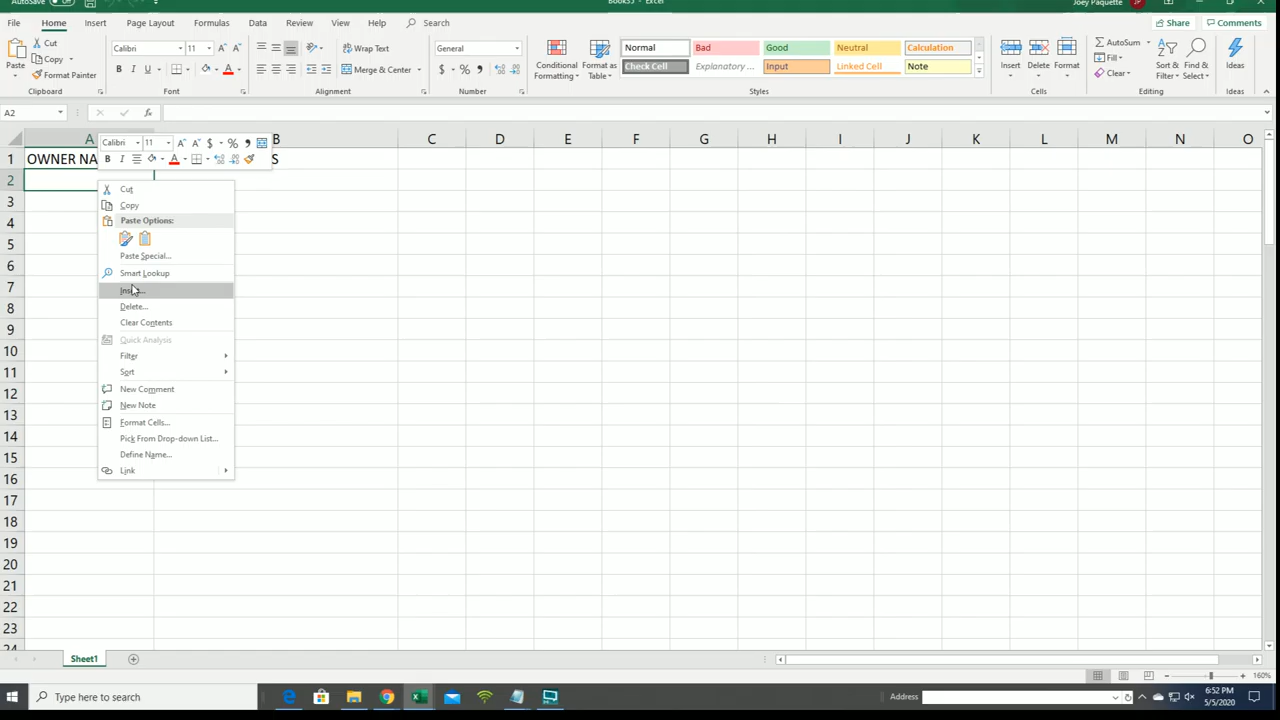 AutoSave
Book55 - Excel
Joey Paquette
JP
File Home Insert Page Layout Formulas Data Review View Help Search
Share Comments
Paste
Cut
Copy
Format Painter
Clipboard
Calibri 11
B I U A
Font
Wrap Text
Merge & Center
Alignment
General
$ % ,
Number
Conditional Formatting
Format as Table
Normal Bad Good Neutral Calculation
Check Cell Explanatory ... Input Linked Cell Note
Styles
Insert Delete Format
Cells
AutoSum
Fill
Clear
Sort & Filter
Find & Select
Editing
Ideas
Ideas
A2
fx
A B C D E F G H I J K L M N O
1 OWNER NA S
Calibri 11 A A $ % ,
B I A
2
3
4
5
6
7
8
9
10
11
12
13
14
15
16
17
18
19
20
21
22
23
24
Cut
Copy
Paste Options:
Paste Special...
Smart Lookup
Insert...
Delete...
Clear Contents
Quick Analysis
Filter
Sort
New Comment
New Note
Format Cells...
Pick From Drop-down List...
Define Name...
Link
Sheet1
160%
Type here to search
Address
6:52 PM
5/5/2020